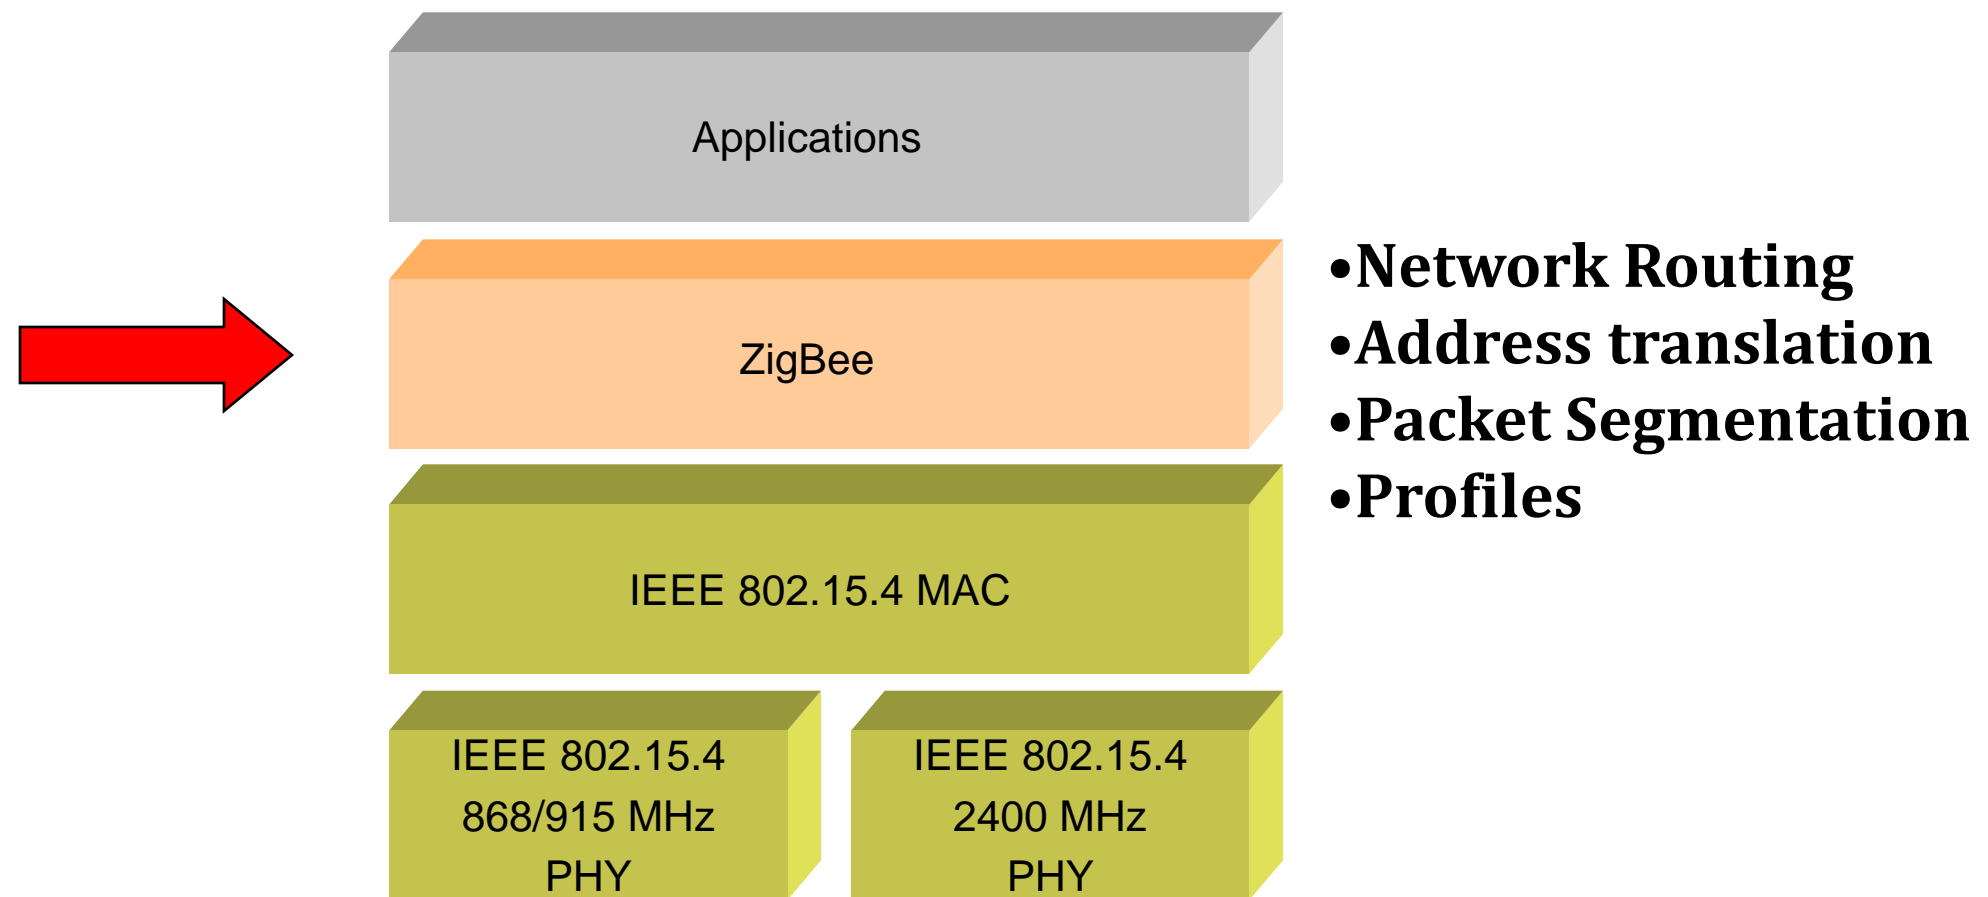 Applications
ZigBee
•Network Routing
•Address translation
•Packet Segmentation
•Profiles
IEEE 802.15.4 MAC
IEEE 802.15.4
868/915 MHz
PHY
IEEE 802.15.4
2400 MHz
PHY